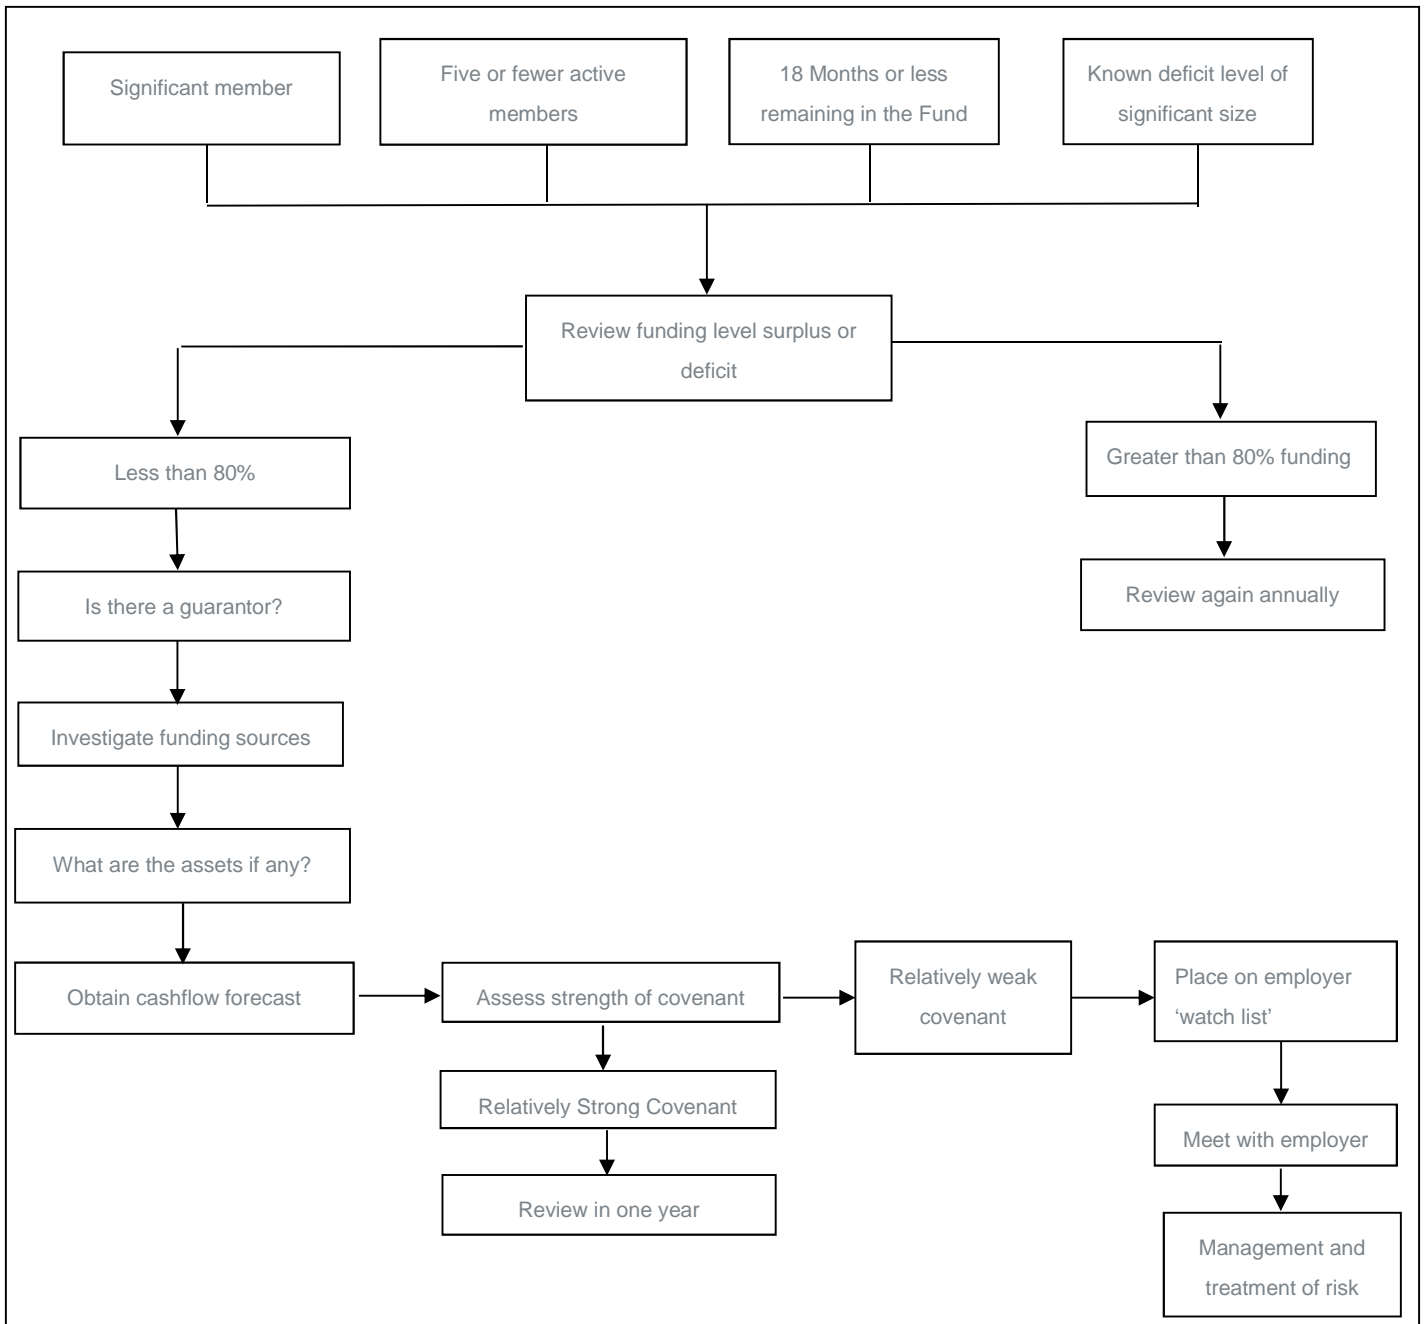 Significant member
Five or fewer active
members
18 Months or less
remaining in the Fund
Known deficit level of
significant size
Review funding level surplus or
deficit
Less than 80%
Greater than 80% funding
Is there a guarantor?
Review again annually
Investigate funding sources
What are the assets if any?
Obtain cashflow forecast
Assess strength of covenant
Relatively weak
covenant
Place on employer
‘watch list’
Relatively Strong Covenant
Meet with employer
Review in one year
Management and
treatment of risk